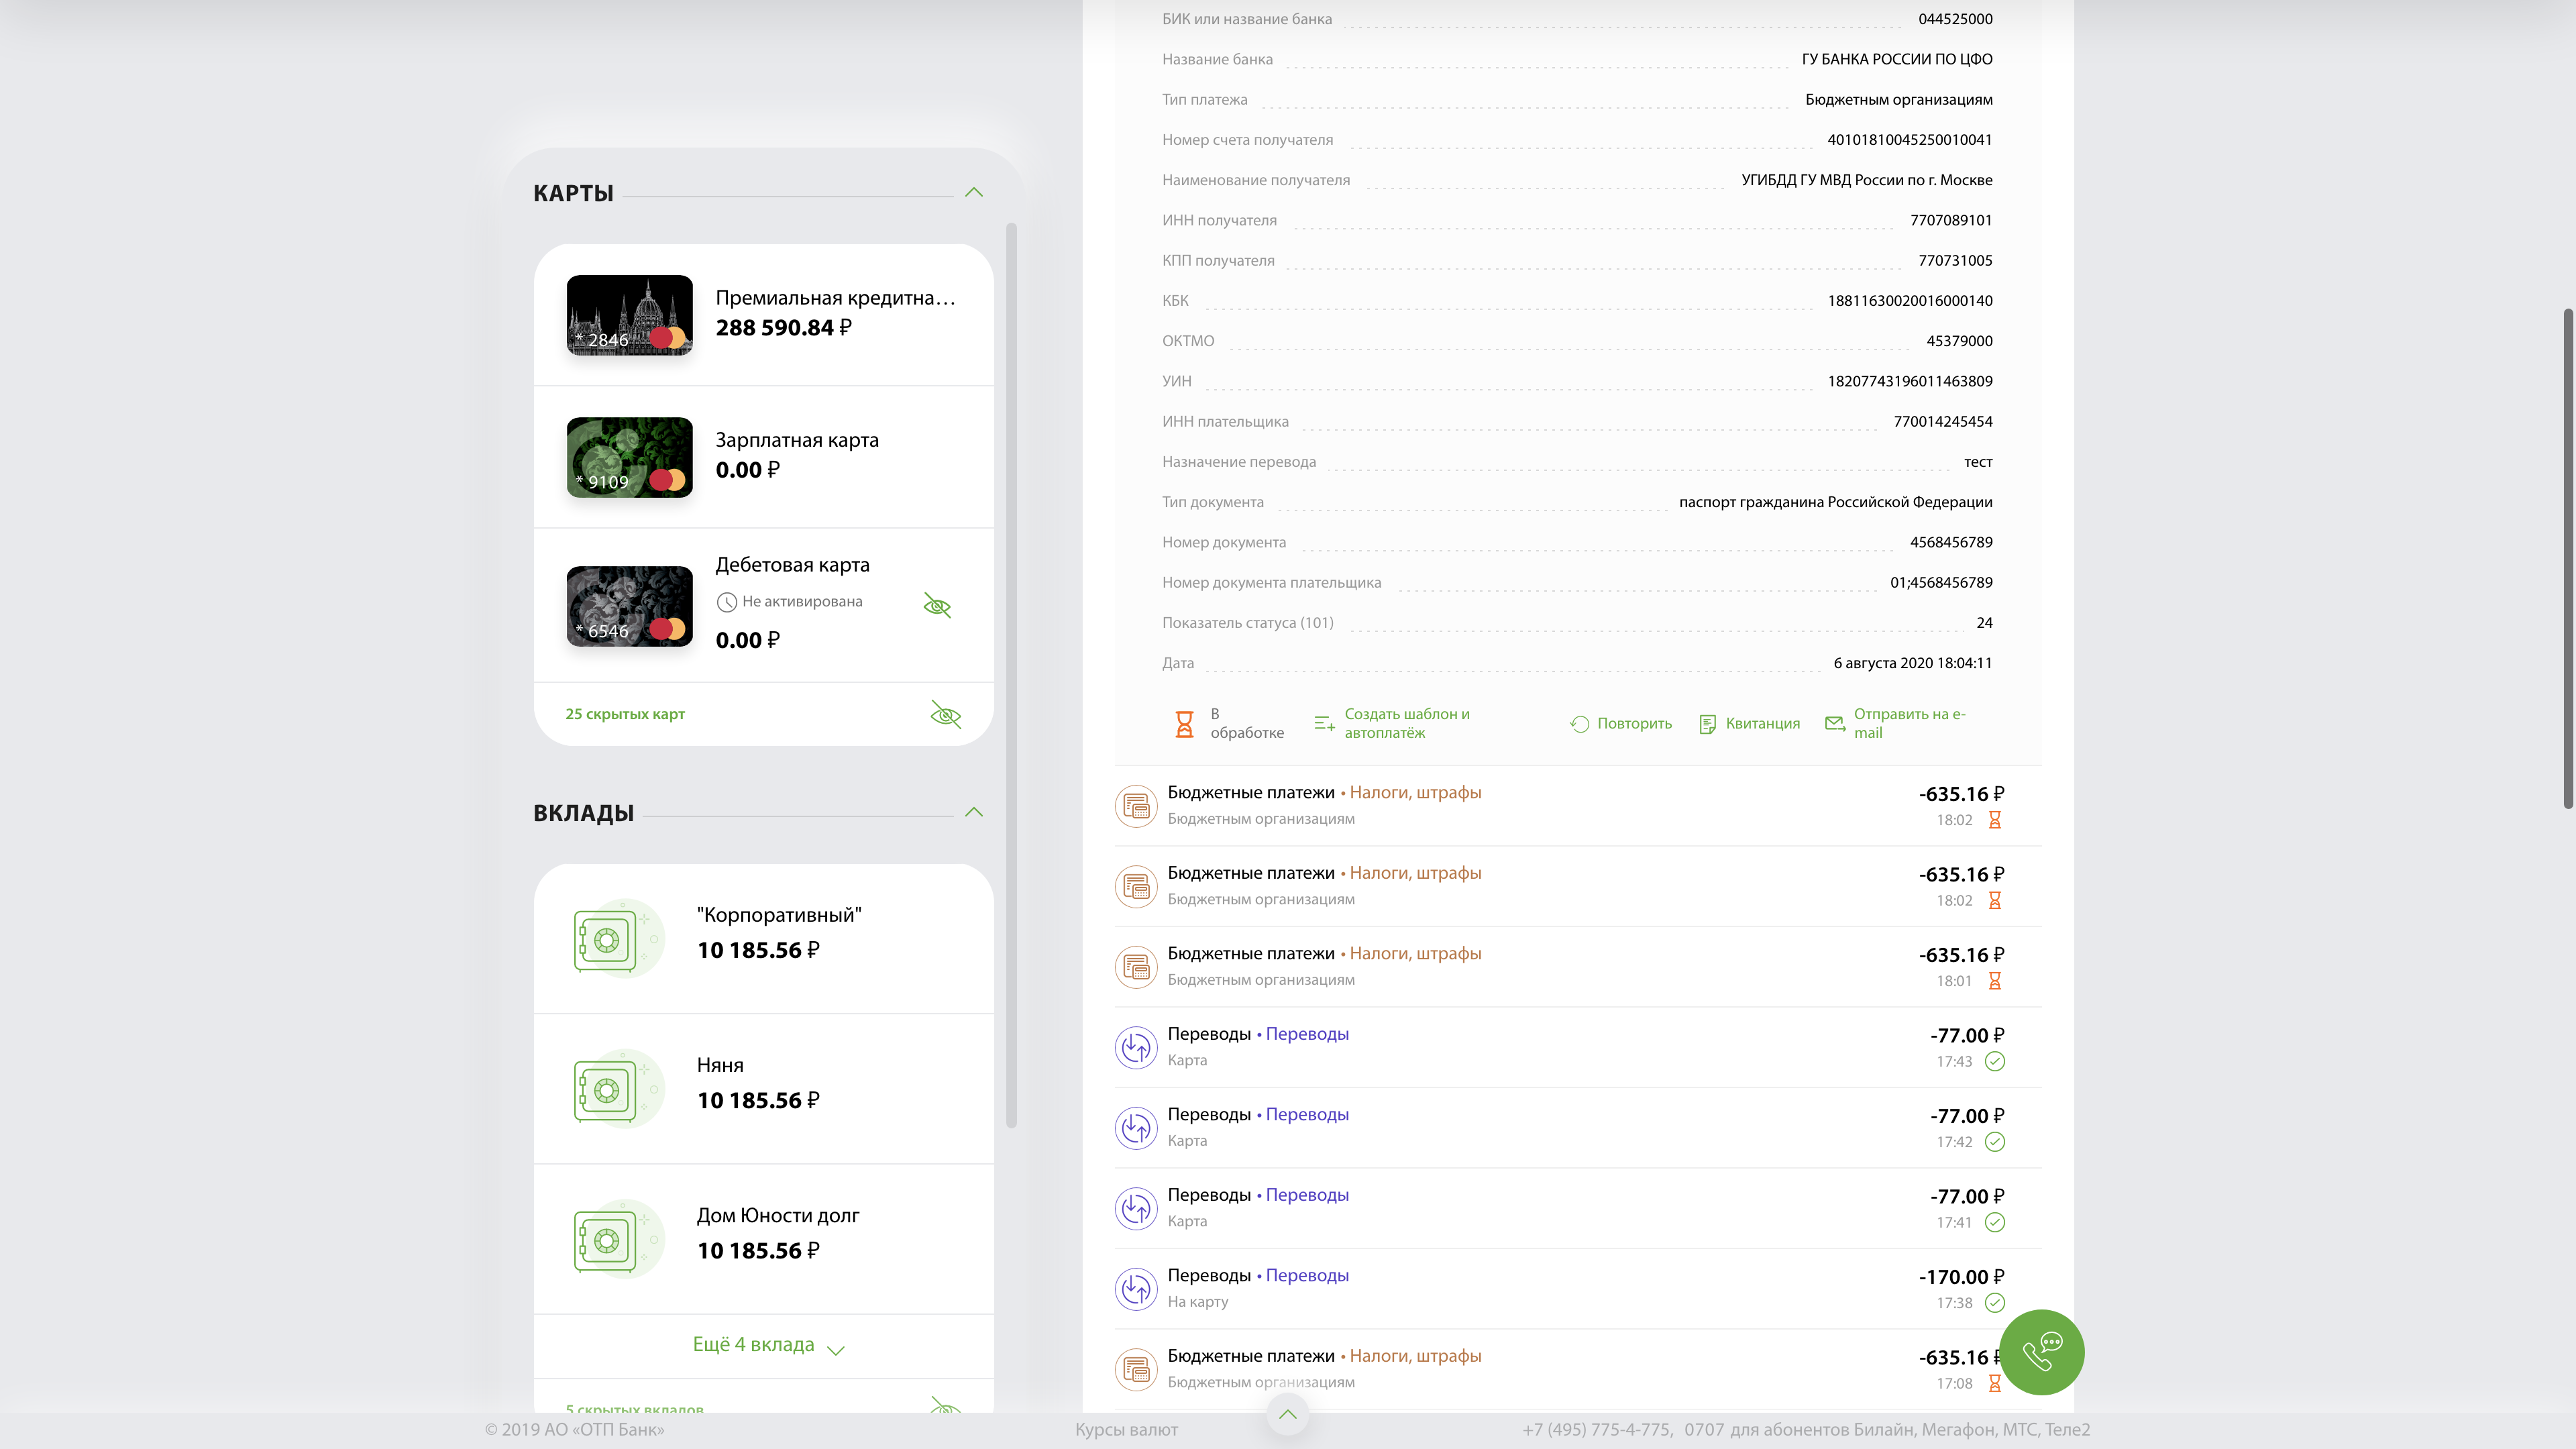 КАРТЫ
* 2846
Премиальная кредитна...
288 590.84 ₽
* 9109
Зарплатная карта
0.00 ₽
* 6546
Дебетовая карта
Не активирована
0.00 ₽
25 скрытых карт
ВКЛАДЫ
"Корпоративный"
10 185.56 ₽
Няня
10 185.56 ₽
Дом Юности долг
10 185.56 ₽
Ещё 4 вклада
5 скрытых вкладов
БИК или название банка 044525000
Название банка ГУ БАНКА РОССИИ ПО ЦФО
Тип платежа Бюджетным организациям
Номер счета получателя 40101810045250010041
Наименование получателя УГИБДД ГУ МВД России по г. Москве
ИНН получателя 7707089101
КПП получателя 770731005
КБК 18811630020016000140
ОКТМО 45379000
УИН 18207743196011463809
ИНН плательщика 770014245454
Назначение перевода тест
Тип документа паспорт гражданина Российской Федерации
Номер документа 4568456789
Номер документа плательщика 01;4568456789
Показатель статуса (101) 24
Дата 6 августа 2020 18:04:11
В обработке
Создать шаблон и автоплатёж
Повторить
Квитанция
Отправить на e-mail
Бюджетные платежи • Налоги, штрафы -635.16 ₽
Бюджетным организациям 18:02
Бюджетные платежи • Налоги, штрафы -635.16 ₽
Бюджетным организациям 18:02
Бюджетные платежи • Налоги, штрафы -635.16 ₽
Бюджетным организациям 18:01
Переводы • Переводы -77.00 ₽
Карта 17:43
Переводы • Переводы -77.00 ₽
Карта 17:42
Переводы • Переводы -77.00 ₽
Карта 17:41
Переводы • Переводы -170.00 ₽
На карту 17:38
Бюджетные платежи • Налоги, штрафы -635.16 ₽
Бюджетным организациям 17:08
© 2019 АО «ОТП Банк»
Курсы валют
+7 (495) 775-4-775, 0707 для абонентов Билайн, Мегафон, МТС, Теле2